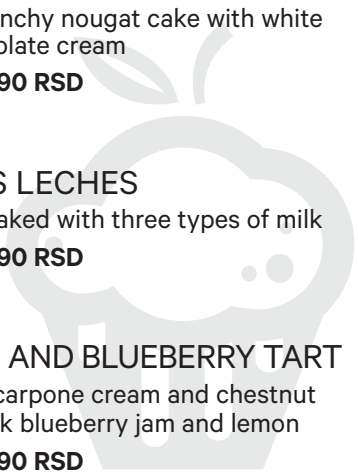 nchy nougat cake with white
olate cream
90 RSD
S LECHES
aked with three types of milk
90 RSD
AND BLUEBERRY TART
carpone cream and chestnut
k blueberry jam and lemon
90 RSD